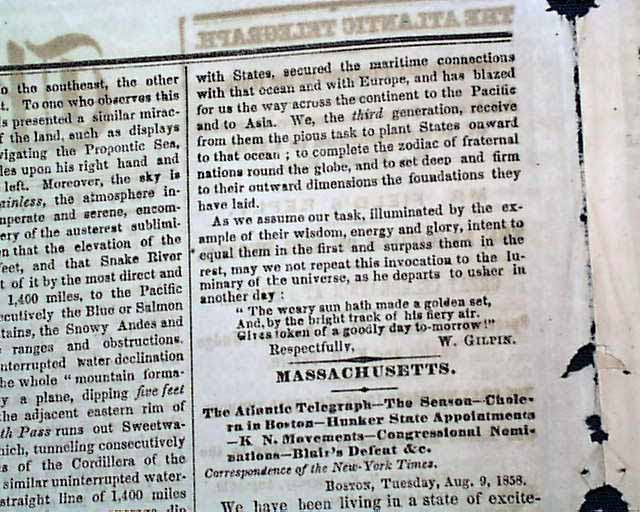 THE ATLANTIC TELEGRAPH
to the southeast, the other
To one who observes this
is presented a similar mirac-
of the land, such as displays
vigating the Propontic Sea,
des upon his right hand and
left. Moreover, the sky is
the atmosphere in-
perate and serene, encom-
ery of the austerest sublimi-
en that the elevation of the
feet, and that Snake River
t of it by the most direct and
1,400 miles, to the Pacific
ecutively the Blue or Salmon
tains, the Snowy Andes and
ranges and obstructions.
interrupted water declination
he whole "mountain forma-
y a plane, dipping five feet
the adjacent eastern rim of
th Pass runs out Sweetwa-
hich, tunneling consecutively
es of the Cordillera of the
similar uninterrupted water-
straight line of 1,400 miles
with States, secured the maritime connections
with that ocean and with Europe, and has blazed
for us the way across the continent to the Pacific
and to Asia. We, the third generation, receive
from them the pious task to plant States onward
to that ocean; to complete the zodiac of fraternal
nations round the globe, and to set deep and firm
to their outward dimensions the foundations they
have laid.
As we assume our task, illuminated by the ex-
ample of their wisdom, energy and glory, intent to
equal them in the first and surpass them in the
rest, may we not repeat this invocation to the lu-
minary of the universe, as he departs to usher in
another day:
"The weary sun hath made a golden set,
And, by the bright track of his fiery air.
Gives token of a goodly day to-morrow!"
Respectfully, W. GILPIN.
MASSACHUSETTS.
The Atlantic Telegraph—The Season—Chole-
ra in Boston—Hunker State Appointments
—K N. Movements—Congressional Nomi-
nations—Blair's Defeat &c.
Correspondence of the New-York Times.
BOSTON, Tuesday, Aug. 9, 1858.
We have been living in a state of excite-